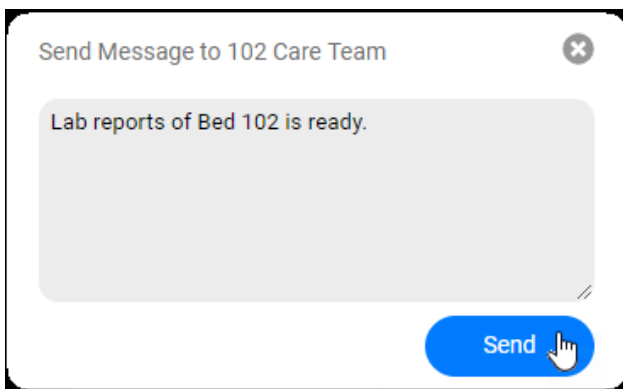 Send Message to 102 Care Team
Lab reports of Bed 102 is ready.
Send